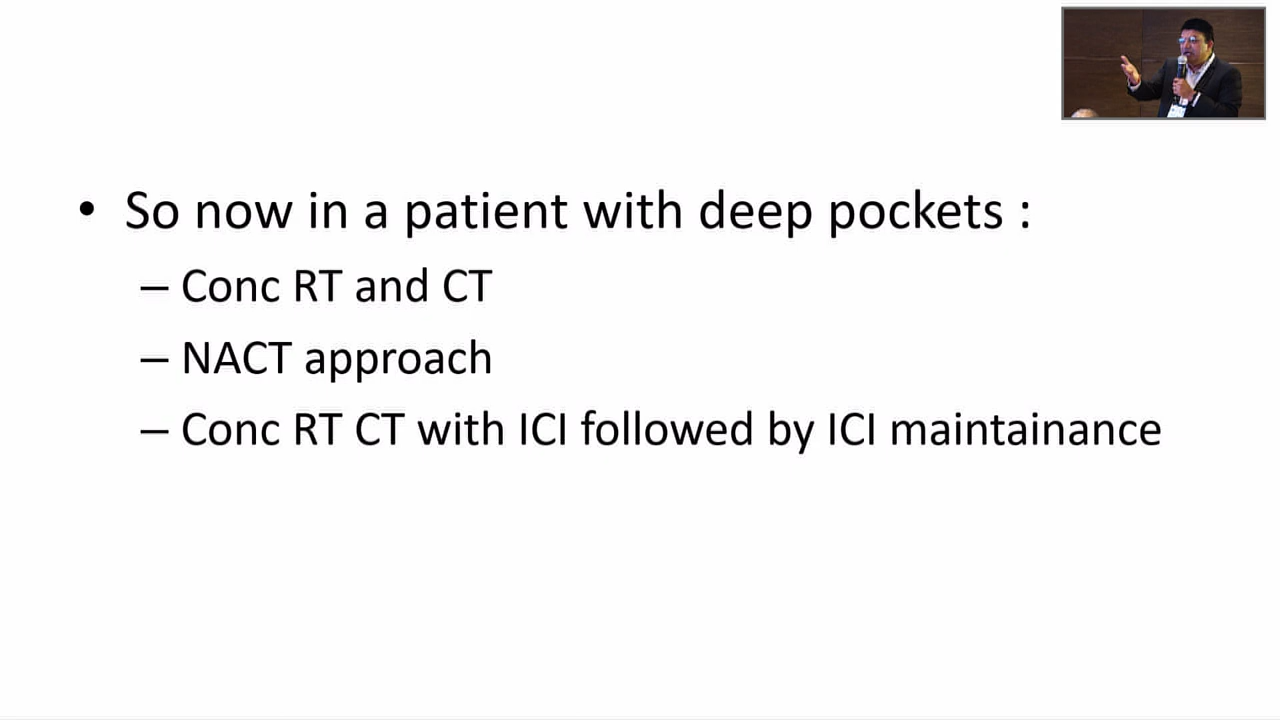 • So now in a patient with deep pockets :
– Conc RT and CT
– NACT approach
– Conc RT CT with ICI followed by ICI maintainance